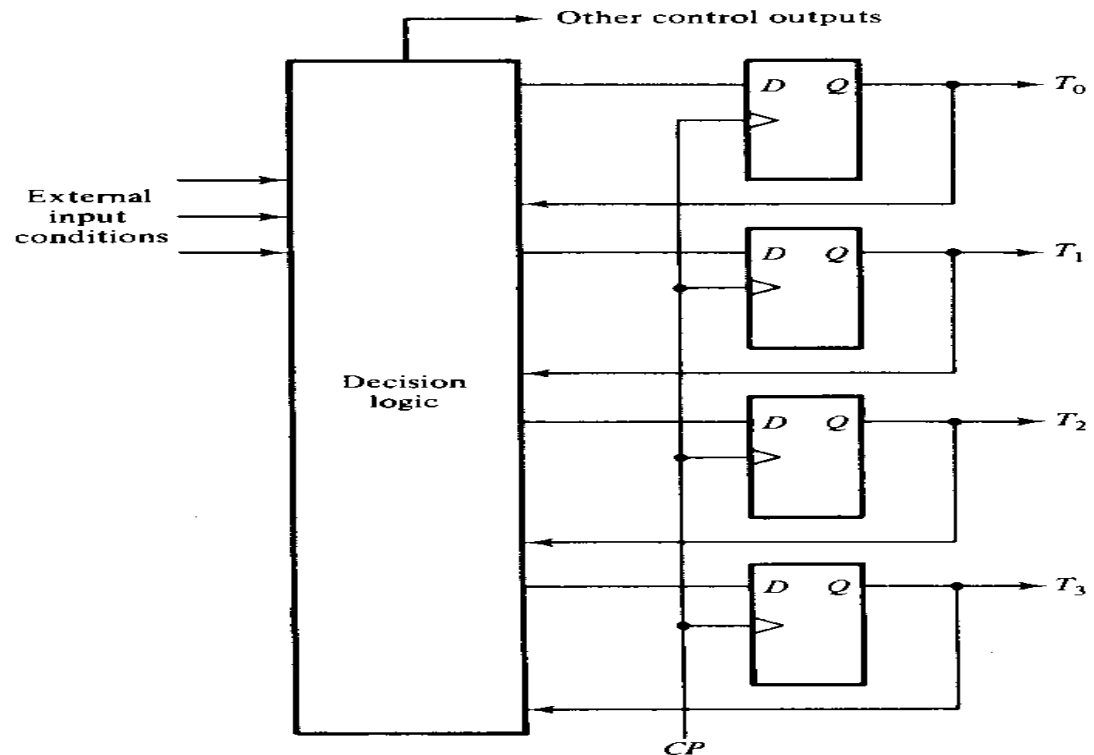 Other control outputs
D Q
T0
External
input
conditions
D Q
T1
Decision
logic
D Q
T2
D Q
T3
CP